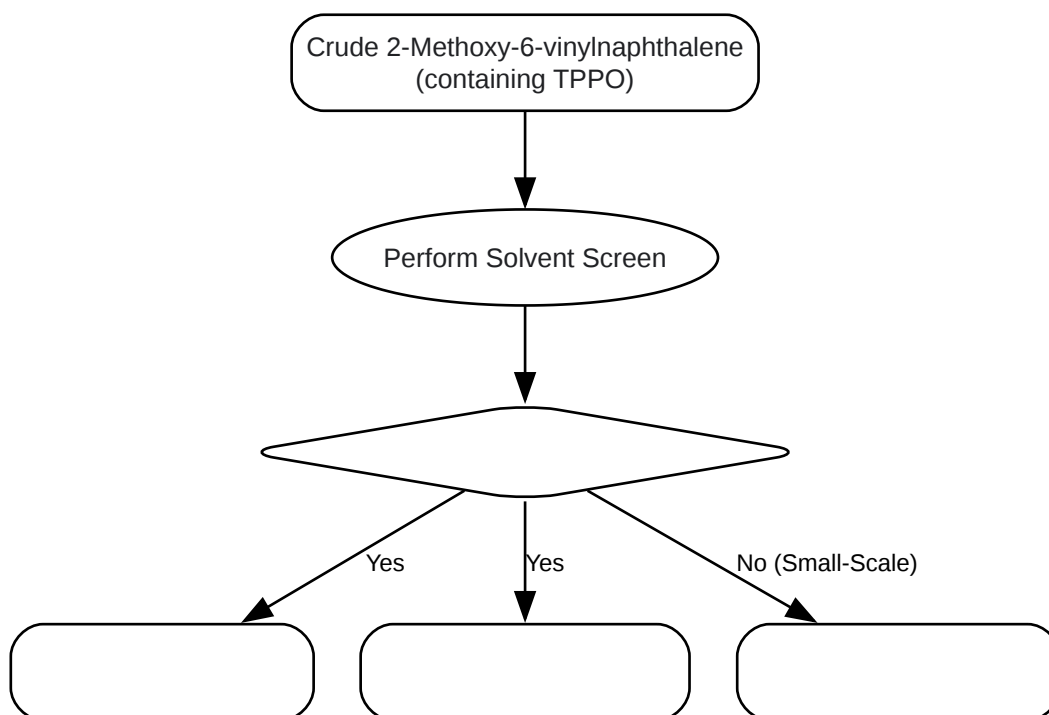 Crude 2-Methoxy-6-vinylnaphthalene
(containing TPPO)
Perform Solvent Screen
Yes
Yes
No (Small-Scale)